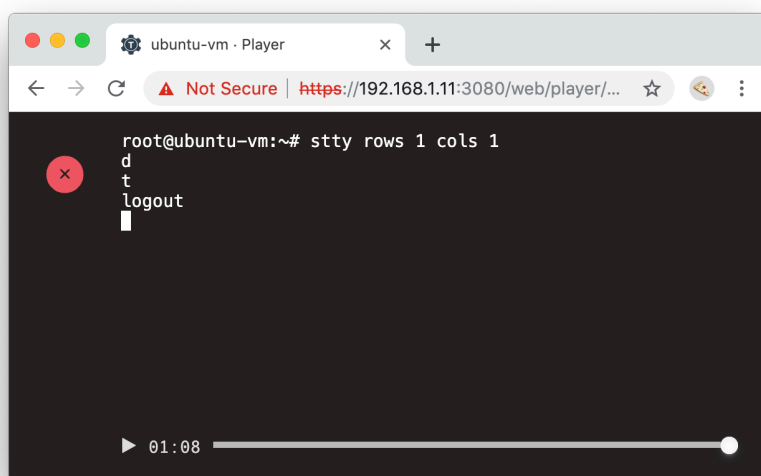 ubuntu-vm · Player
Not Secure | https://192.168.1.11:3080/web/player/...
root@ubuntu-vm:~# stty rows 1 cols 1
d
t
logout
01:08